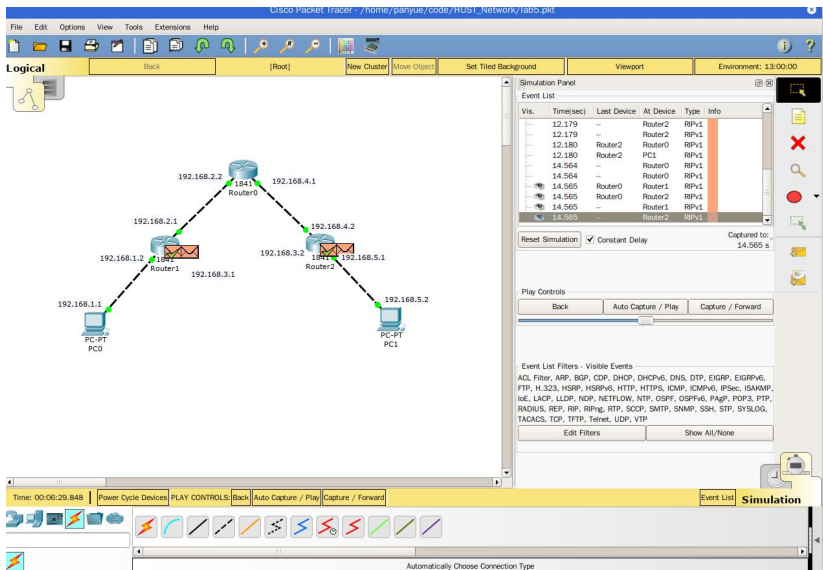 Cisco Packet Tracer - /home/panyue/code/HUST_Network/lab5.pkt
File Edit Options View Tools Extensions Help
Logical Back [Root] New Cluster Move Object Set Tiled Background Viewport Environment: 13:00:00
192.168.2.2
192.168.4.1
1841
Router0
192.168.2.1
192.168.4.2
192.168.1.2
1841
Router1
192.168.3.1
192.168.3.2
1841
Router2
192.168.5.1
192.168.1.1
PC-PT
PC0
192.168.5.2
PC-PT
PC1
Simulation Panel
Event List
Vis. Time(sec) Last Device At Device Type Info
12.179 -- Router2 RIPv1
12.179 -- Router2 RIPv1
12.180 Router2 Router0 RIPv1
12.180 Router2 PC1 RIPv1
14.564 -- Router0 RIPv1
14.564 -- Router0 RIPv1
14.565 Router0 Router1 RIPv1
14.565 Router0 Router2 RIPv1
14.565 -- Router1 RIPv1
14.565 -- Router2 RIPv1
Reset Simulation Constant Delay Captured to:
14.565 s
Play Controls
Back Auto Capture / Play Capture / Forward
Event List Filters - Visible Events
ACL Filter, ARP, BGP, CDP, DHCP, DHCPv6, DNS, DTP, EIGRP, EIGRPv6,
FTP, H.323, HSRP, HSRPv6, HTTP, HTTPS, ICMP, ICMPv6, IPSec, ISAKMP,
IoE, LACP, LLDP, NDP, NETFLOW, NTP, OSPF, OSPFv6, PAgP, POP3, PTP,
RADIUS, REP, RIP, RIPng, RTP, SCCP, SMTP, SNMP, SSH, STP, SYSLOG,
TACACS, TCP, TFTP, Telnet, UDP, VTP
Edit Filters Show All/None
Time: 00:06:29.848 Power Cycle Devices PLAY CONTROLS: Back Auto Capture / Play Capture / Forward Event List Simulation
Automatically Choose Connection Type